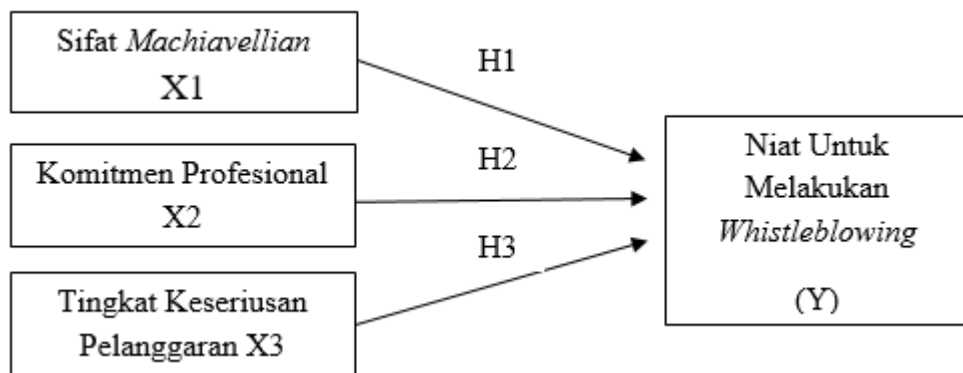 Sifat Machiavellian
X1
H1
Komitmen Profesional
X2
H2
Tingkat Keseriusan
Pelanggaran X3
H3
Niat Untuk
Melakukan
Whistleblowing
(Y)